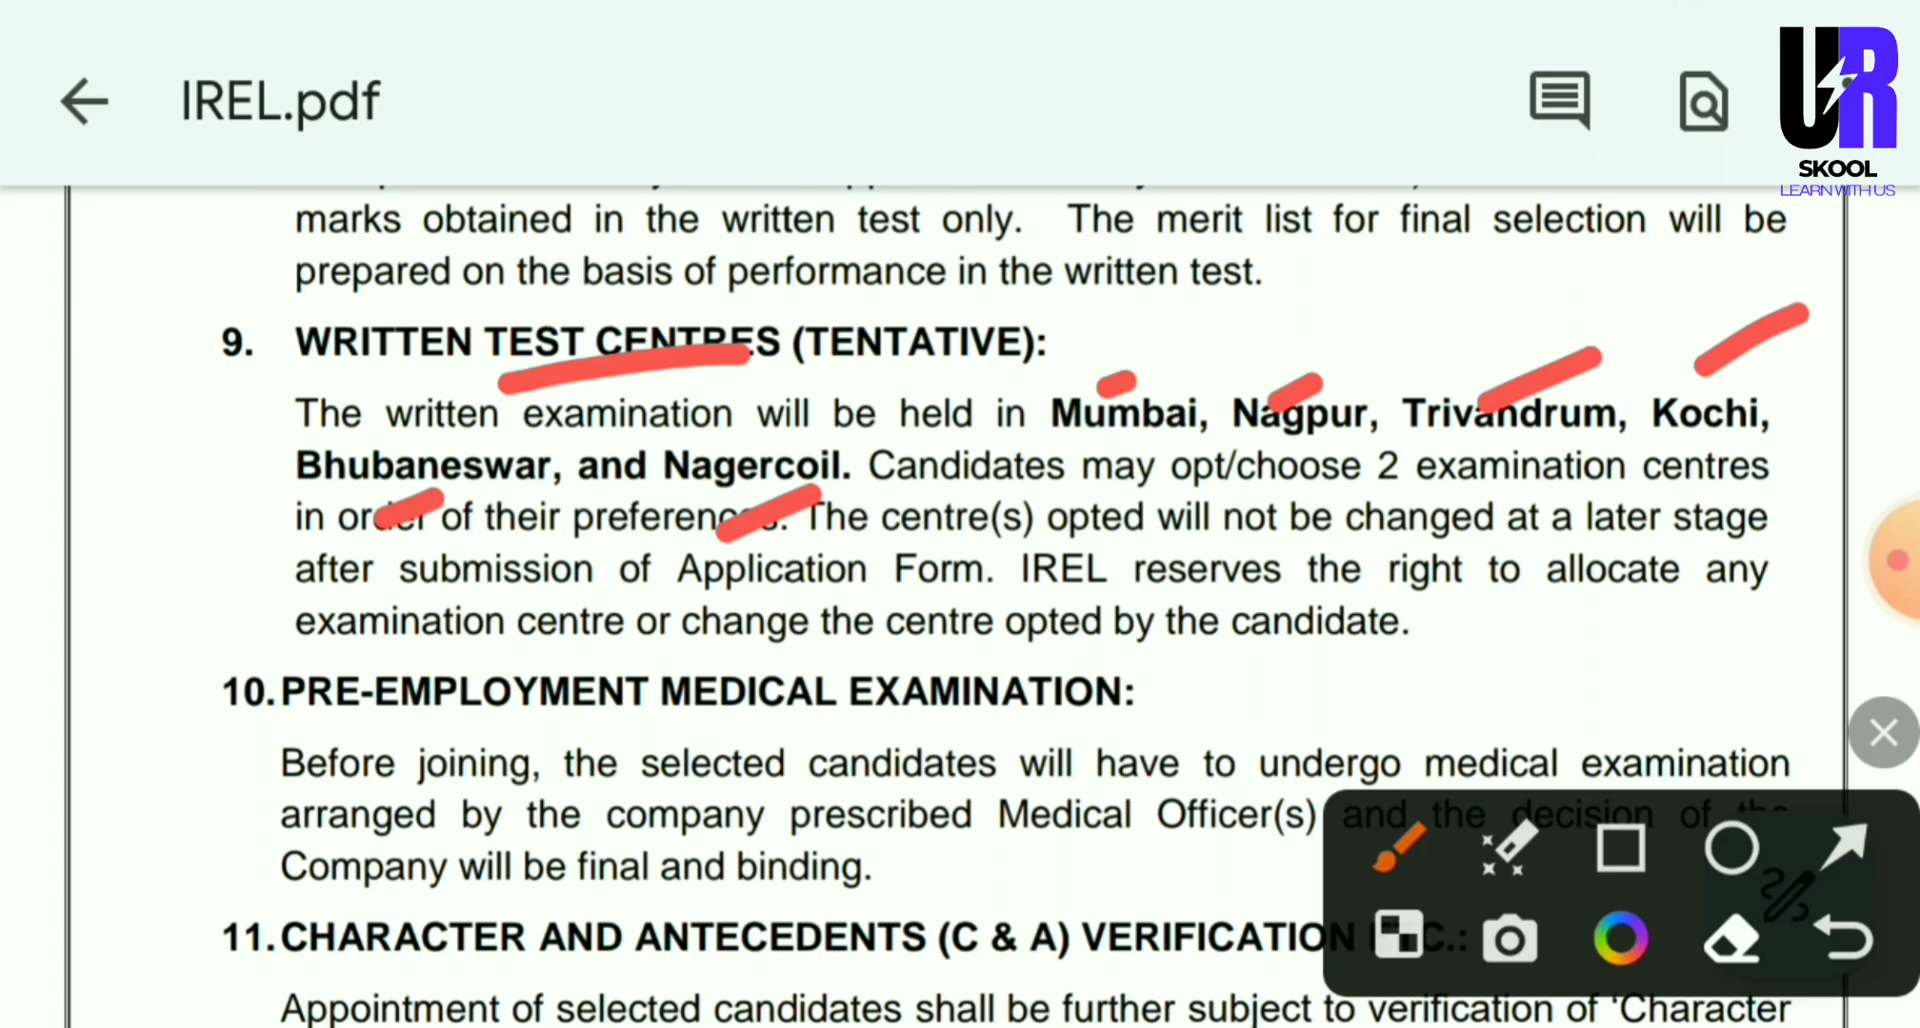 IREL.pdf
UR
SKOOL
LEARN WITH US
marks obtained in the written test only. The merit list for final selection will be
prepared on the basis of performance in the written test.
9. WRITTEN TEST CENTRES (TENTATIVE):
The written examination will be held in Mumbai, Nagpur, Trivandrum, Kochi,
Bhubaneswar, and Nagercoil. Candidates may opt/choose 2 examination centres
in order of their preferences. The centre(s) opted will not be changed at a later stage
after submission of Application Form. IREL reserves the right to allocate any
examination centre or change the centre opted by the candidate.
10. PRE-EMPLOYMENT MEDICAL EXAMINATION:
Before joining, the selected candidates will have to undergo medical examination
arranged by the company prescribed Medical Officer(s) and the decision of the
Company will be final and binding.
11. CHARACTER AND ANTECEDENTS (C & A) VERIFICATION C.:
Appointment of selected candidates shall be further subject to verification of 'Character